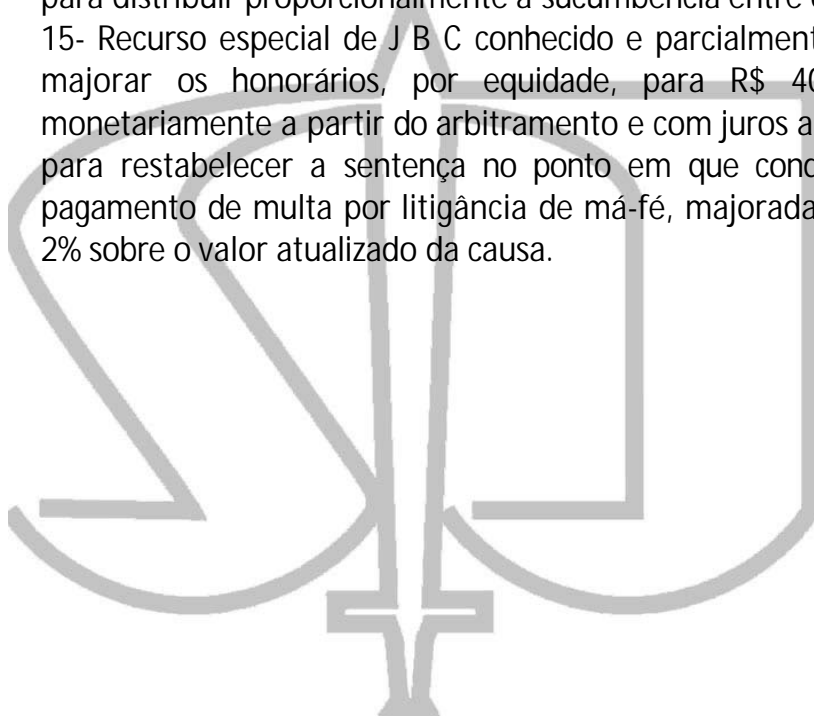 para distribuir proporcionalmente a sucumbência entre
15- Recurso especial de J B C conhecido e parcialment
majorar os honorários, por equidade, para R$ 40
monetariamente a partir do arbitramento e com juros a
para restabelecer a sentença no ponto em que cond
pagamento de multa por litigância de má-fé, majorada
2% sobre o valor atualizado da causa.
STJ